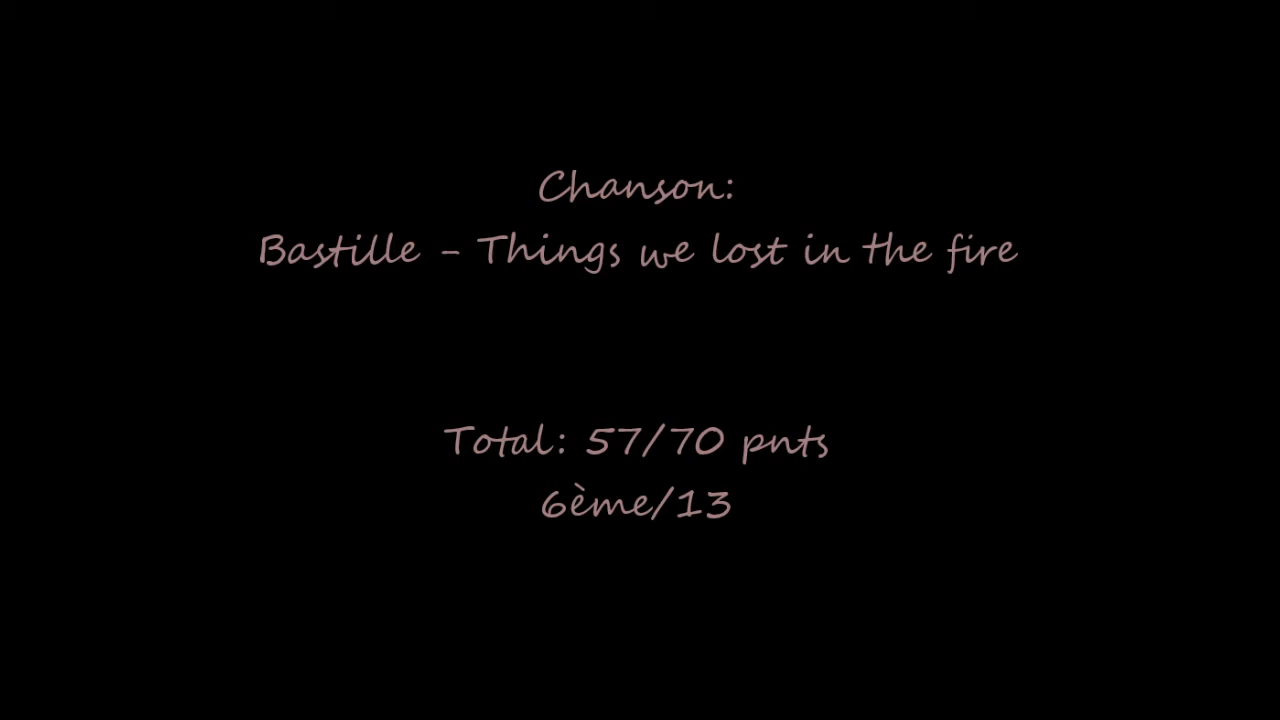 Chanson:
Bastille - Things we lost in the fire
Total: 57/70 pnts
6ème/13